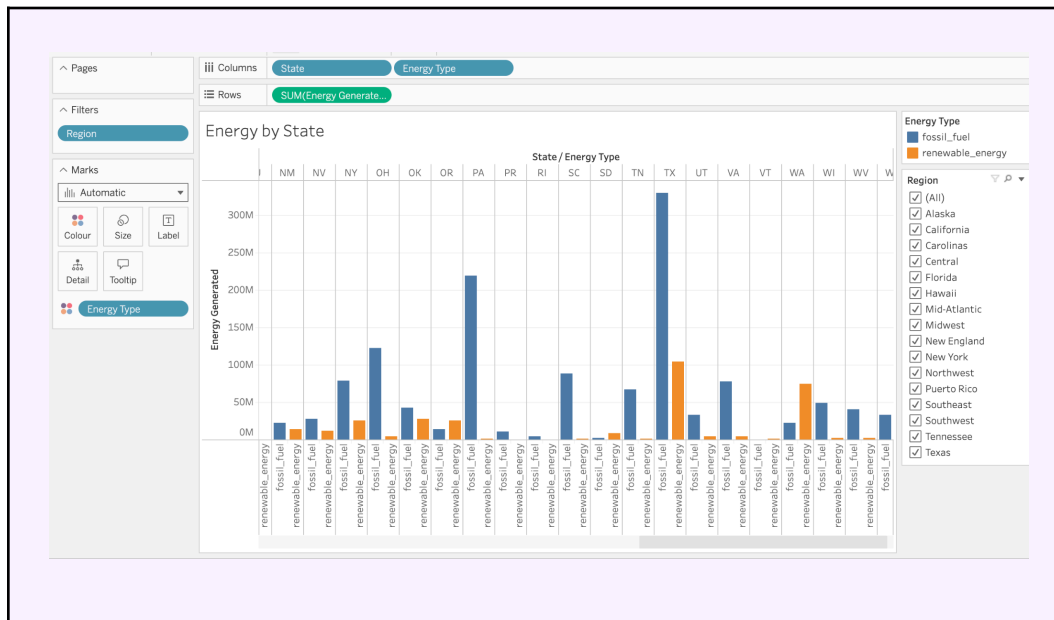 Pages
Columns
State
Energy Type
Rows
SUM(Energy Generate...
Filters
Region
Marks
Automatic
Colour
Size
Label
Detail
Tooltip
Energy Type
Energy by State
State / Energy Type
NM NV NY OH OK OR PA PR RI SC SD TN TX UT VA VT WA WI WV W
Energy Generated
300M
250M
200M
150M
100M
50M
0M
renewable_energy
fossil_fuel
renewable_energy
fossil_fuel
renewable_energy
fossil_fuel
renewable_energy
fossil_fuel
renewable_energy
fossil_fuel
renewable_energy
fossil_fuel
renewable_energy
fossil_fuel
renewable_energy
fossil_fuel
renewable_energy
fossil_fuel
renewable_energy
fossil_fuel
renewable_energy
fossil_fuel
renewable_energy
fossil_fuel
renewable_energy
fossil_fuel
renewable_energy
fossil_fuel
renewable_energy
fossil_fuel
renewable_energy
fossil_fuel
renewable_energy
fossil_fuel
renewable_energy
fossil_fuel
renewable_energy
fossil_fuel
renewable_energy
fossil_fuel
Energy Type
fossil_fuel
renewable_energy
Region
(All)
Alaska
California
Carolinas
Central
Florida
Hawaii
Mid-Atlantic
Midwest
New England
New York
Northwest
Puerto Rico
Southeast
Southwest
Tennessee
Texas